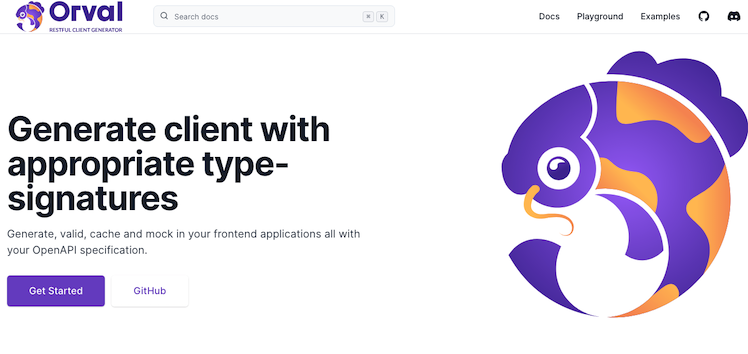 Orval
RESTFUL CLIENT GENERATOR
Search docs
⌘ K
Docs
Playground
Examples
Generate client with
appropriate type-
signatures
Generate, valid, cache and mock in your frontend applications all with
your OpenAPI specification.
Get Started
GitHub